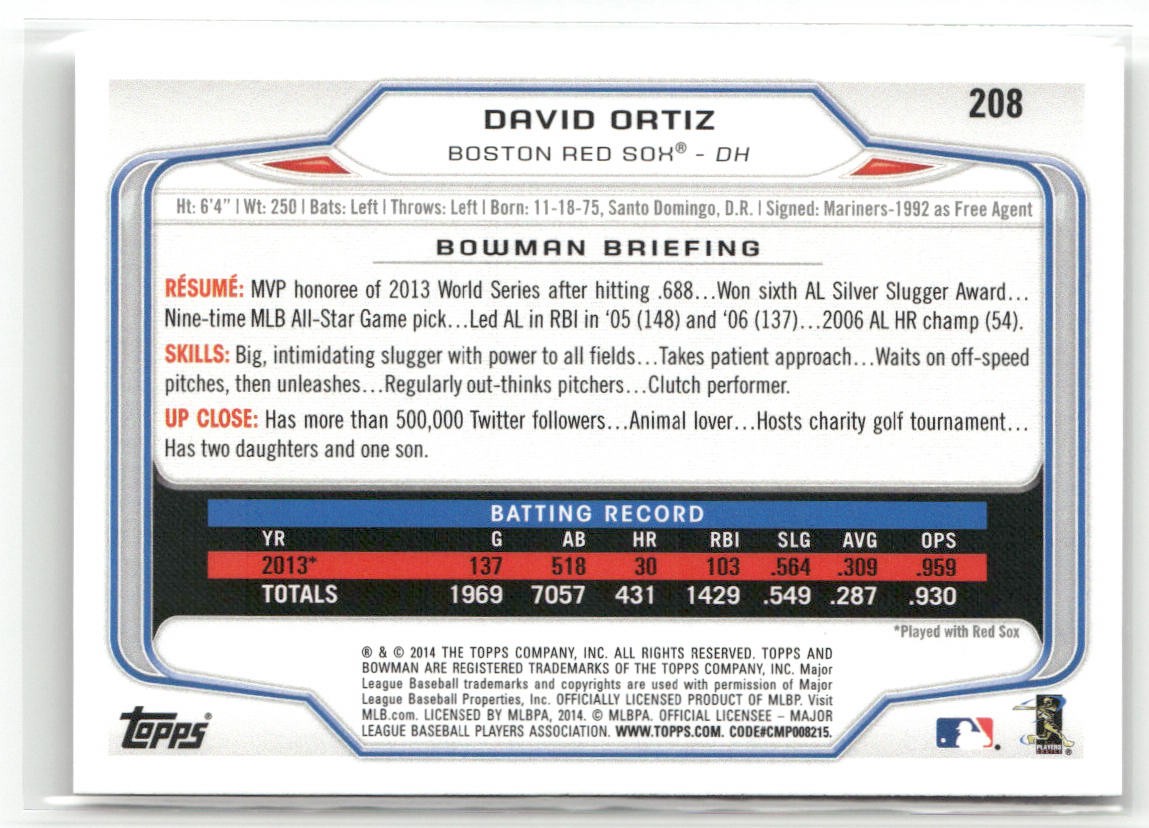 208
DAVID ORTIZ
BOSTON RED SOX® - DH
Ht: 6'4" | Wt: 250 | Bats: Left | Throws: Left | Born: 11-18-75, Santo Domingo, D.R. | Signed: Mariners-1992 as Free Agent
BOWMAN BRIEFING
RÉSUMÉ: MVP honoree of 2013 World Series after hitting .688...Won sixth AL Silver Slugger Award...
Nine-time MLB All-Star Game pick...Led AL in RBI in '05 (148) and '06 (137)...2006 AL HR champ (54).
SKILLS: Big, intimidating slugger with power to all fields...Takes patient approach...Waits on off-speed
pitches, then unleashes...Regularly out-thinks pitchers...Clutch performer.
UP CLOSE: Has more than 500,000 Twitter followers...Animal lover...Hosts charity golf tournament...
Has two daughters and one son.
BATTING RECORD
YR G AB HR RBI SLG AVG OPS
2013* 137 518 30 103 .564 .309 .959
TOTALS 1969 7057 431 1429 .549 .287 .930
*Played with Red Sox
® & © 2014 THE TOPPS COMPANY, INC. ALL RIGHTS RESERVED. TOPPS AND
BOWMAN ARE REGISTERED TRADEMARKS OF THE TOPPS COMPANY, INC. Major
League Baseball trademarks and copyrights are used with permission of Major
League Baseball Properties, Inc. OFFICIALLY LICENSED PRODUCT OF MLBP. Visit
MLB.com. LICENSED BY MLBPA, 2014. © MLBPA. OFFICIAL LICENSEE – MAJOR
LEAGUE BASEBALL PLAYERS ASSOCIATION. WWW.TOPPS.COM. CODE#CMP008215.
TOPPS®
PLAYERS
®